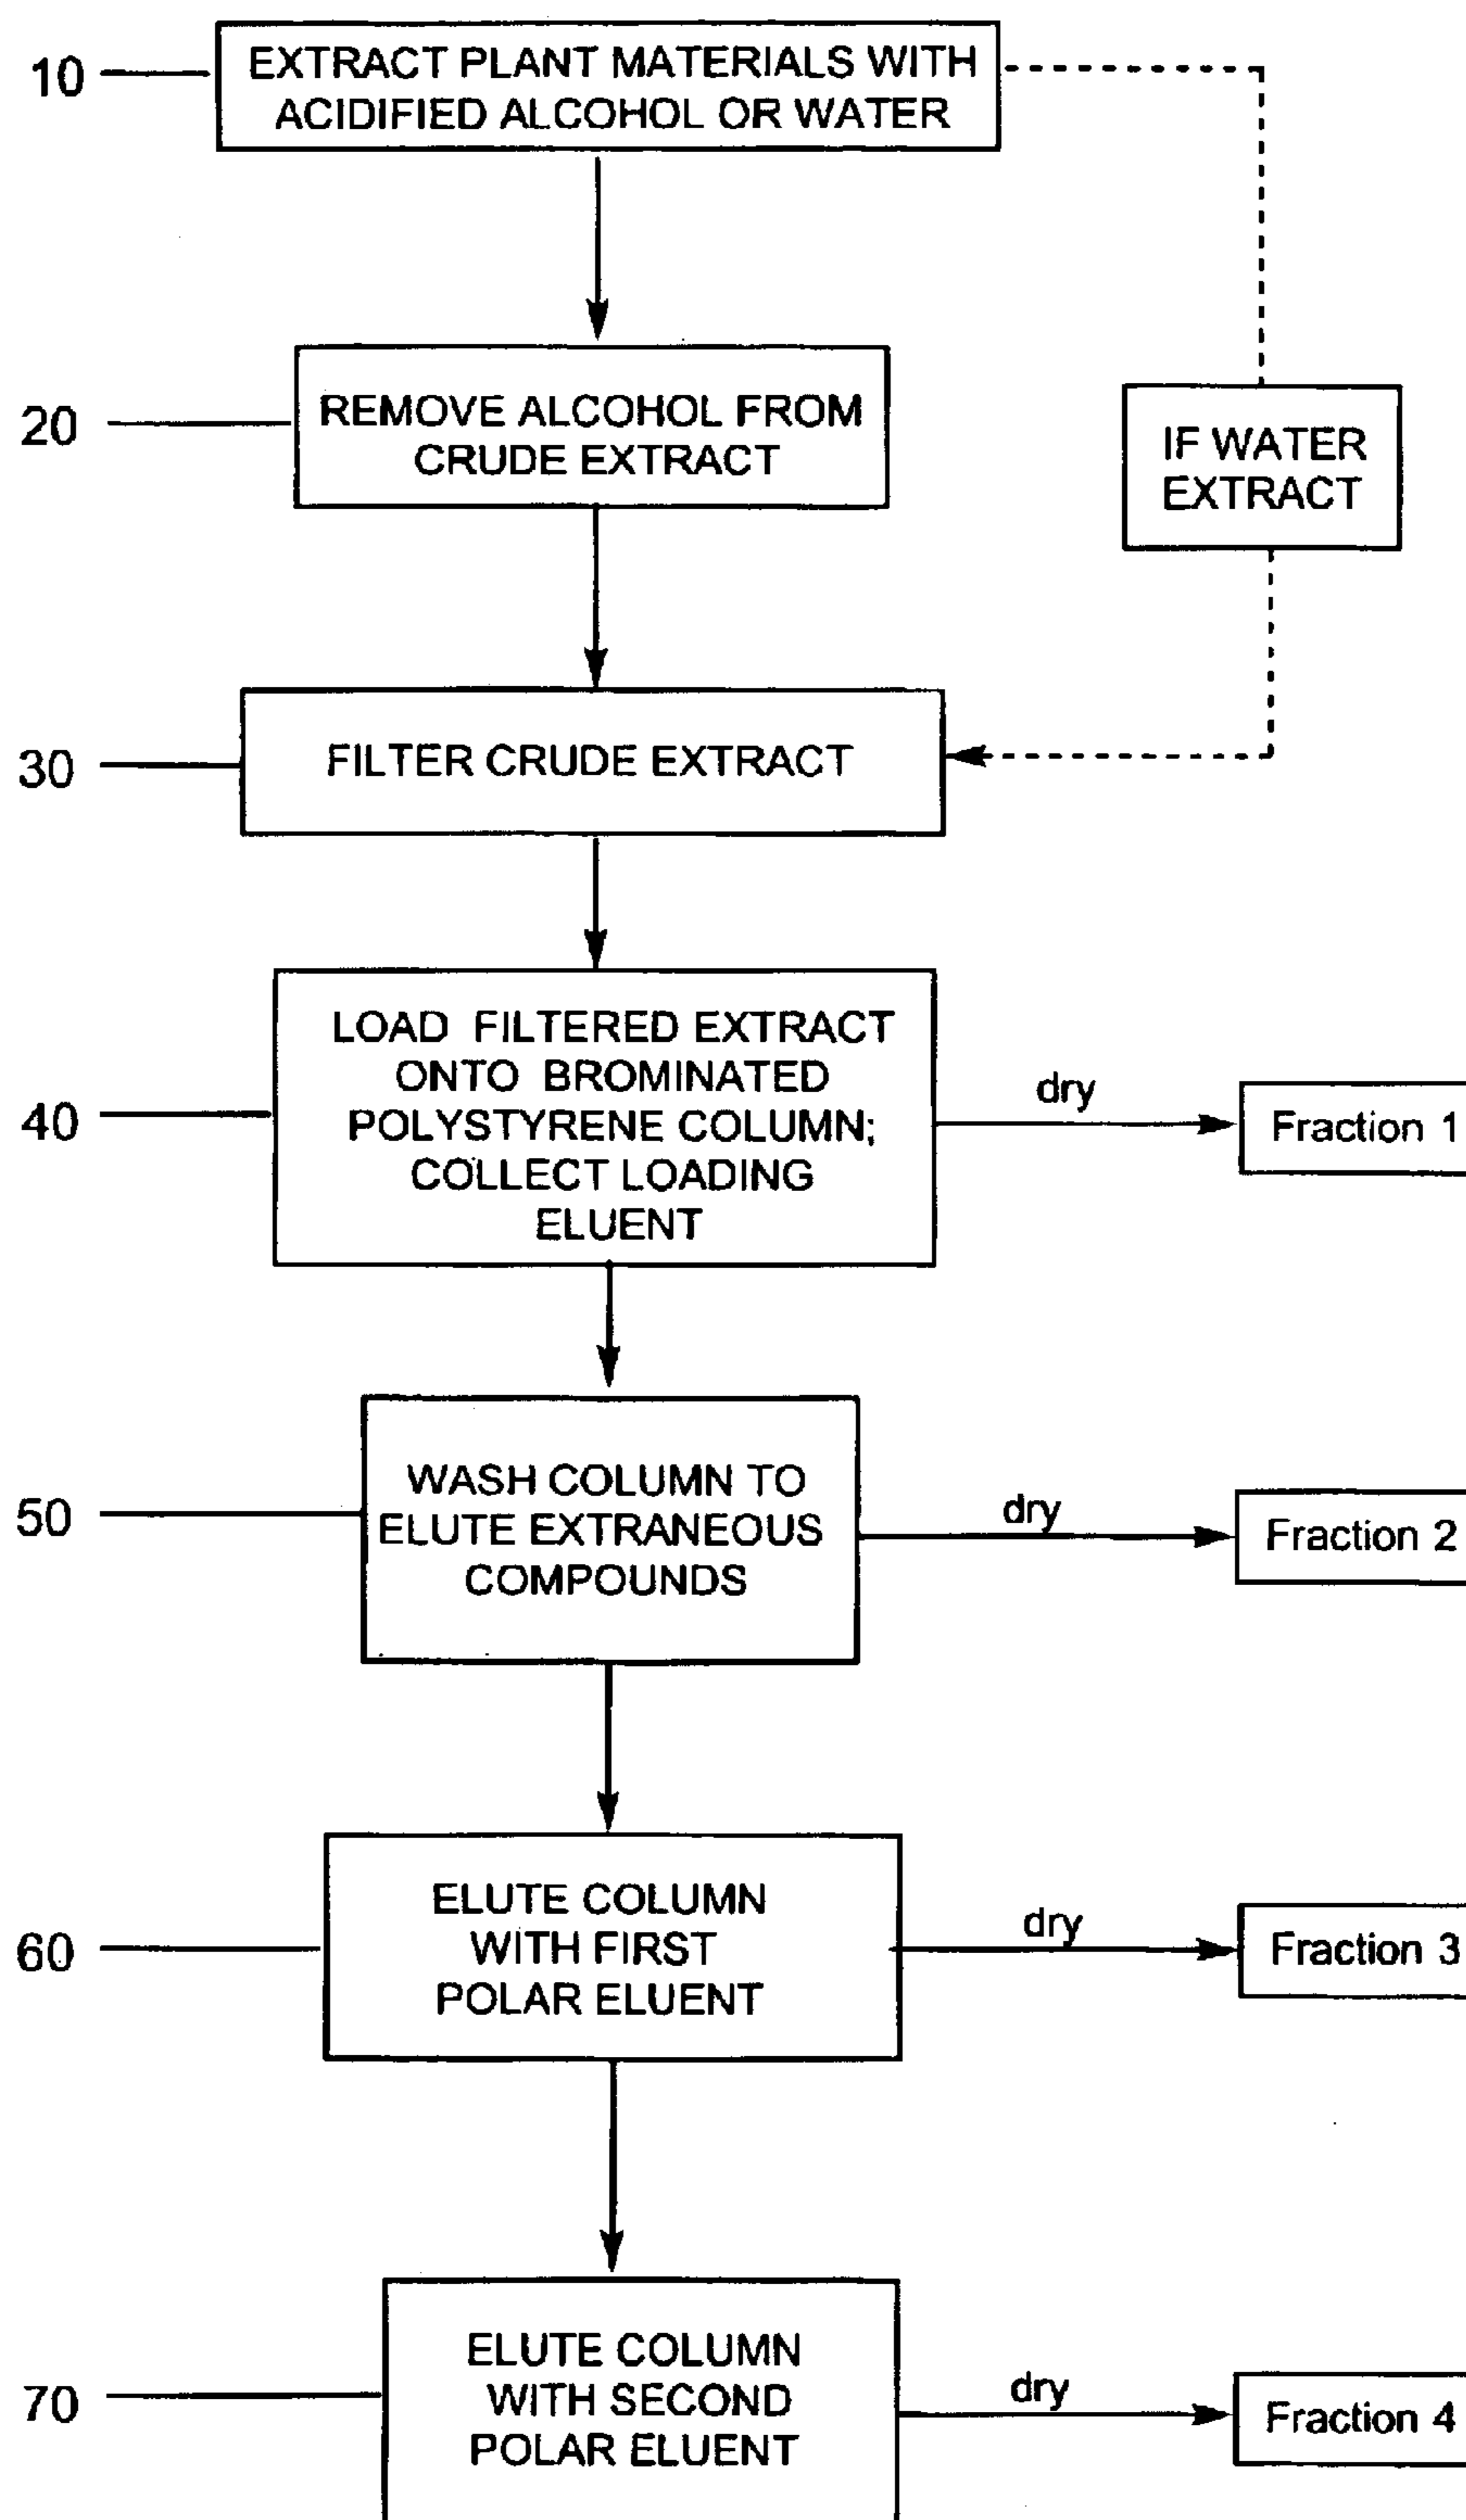 10
EXTRACT PLANT MATERIALS WITH
ACIDIFIED ALCOHOL OR WATER
20
REMOVE ALCOHOL FROM
CRUDE EXTRACT
IF WATER
EXTRACT
30
FILTER CRUDE EXTRACT
40
LOAD FILTERED EXTRACT
ONTO BROMINATED
POLYSTYRENE COLUMN;
COLLECT LOADING
ELUENT
dry
Fraction 1
50
WASH COLUMN TO
ELUTE EXTRANEOUS
COMPOUNDS
dry
Fraction 2
60
ELUTE COLUMN
WITH FIRST
POLAR ELUENT
dry
Fraction 3
70
ELUTE COLUMN
WITH SECOND
POLAR ELUENT
dry
Fraction 4